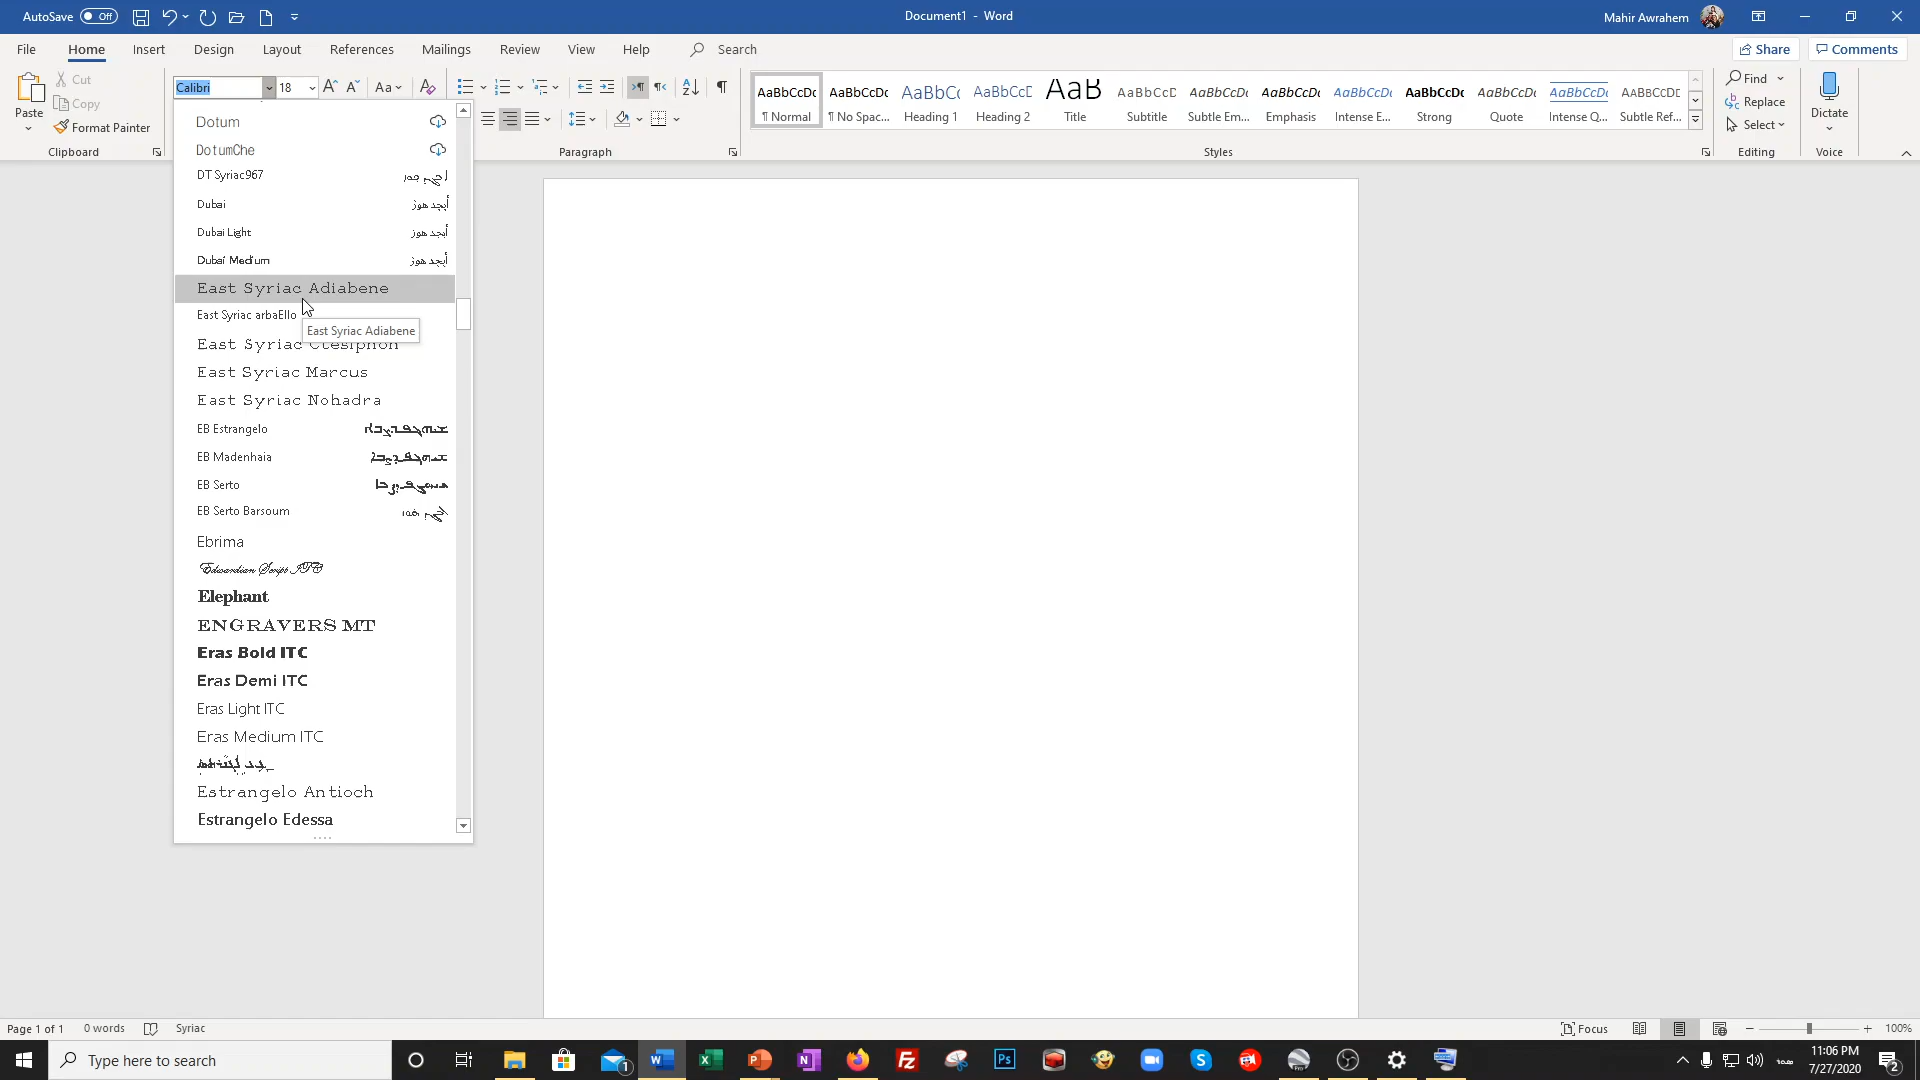 AutoSave Off
Document1 - Word
Mahir Awrahem
File Home Insert Design Layout References Mailings Review View Help Search
Share Comments
Paste
Cut
Copy
Format Painter
Clipboard
Calibri 18 Aa
Paragraph
AaBbCcDc AaBbCcDc AaBbCc AaBbCcD AaB AaBbCcD AaBbCcDc AaBbCcDc AaBbCcDc AaBbCcDc AaBbCcDc AaBbCcDc AABBCCDD
¶ Normal ¶ No Spac... Heading 1 Heading 2 Title Subtitle Subtle Em... Emphasis Intense E... Strong Quote Intense Q... Subtle Ref...
Styles
Find
Replace
Select
Editing
Dictate
Voice
Dotum
DotumChe
DT Syriac967
Dubai أبجد هوز
Dubai Light أبجد هوز
Dubai Medium أبجد هوز
East Syriac Adiabene
East Syriac arbaEllo
East Syriac Adiabene
East Syriac Ctesiphon
East Syriac Marcus
East Syriac Nohadra
EB Estrangelo
EB Madenhaia
EB Serto
EB Serto Barsoum
Ebrima
Edwardian Script ITC
Elephant
ENGRAVERS MT
Eras Bold ITC
Eras Demi ITC
Eras Light ITC
Eras Medium ITC
Estrangelo Antioch
Estrangelo Edessa
Page 1 of 1 0 words Syriac
Focus 100%
Type here to search
11:06 PM
7/27/2020